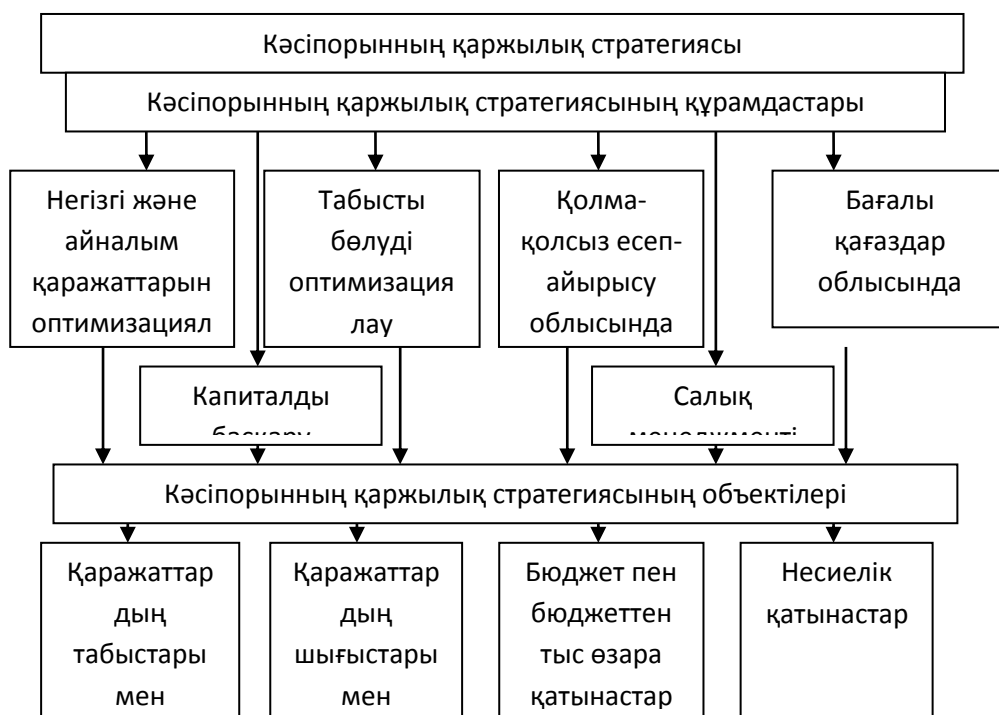 Кәсіпорынның қаржылық стратегиясы
Кәсіпорынның қаржылық стратегиясының құрамдастары
Негізгі және
айналым
қаражаттарын
оптимизациял
Табысты
бөлуді
оптимизация
лау
Қолма-
қолсыз есеп-
айырысу
облысында
Бағалы
қағаздар
облысында
Капиталды
басқару
Салық
менеджменті
Кәсіпорынның қаржылық стратегиясының объектілері
Қаражаттар
дың
табыстары
мен
Қаражаттар
дың
шығыстары
мен
Бюджет пен
бюджеттен
тыс өзара
қатынастар
Несиелік
қатынастар